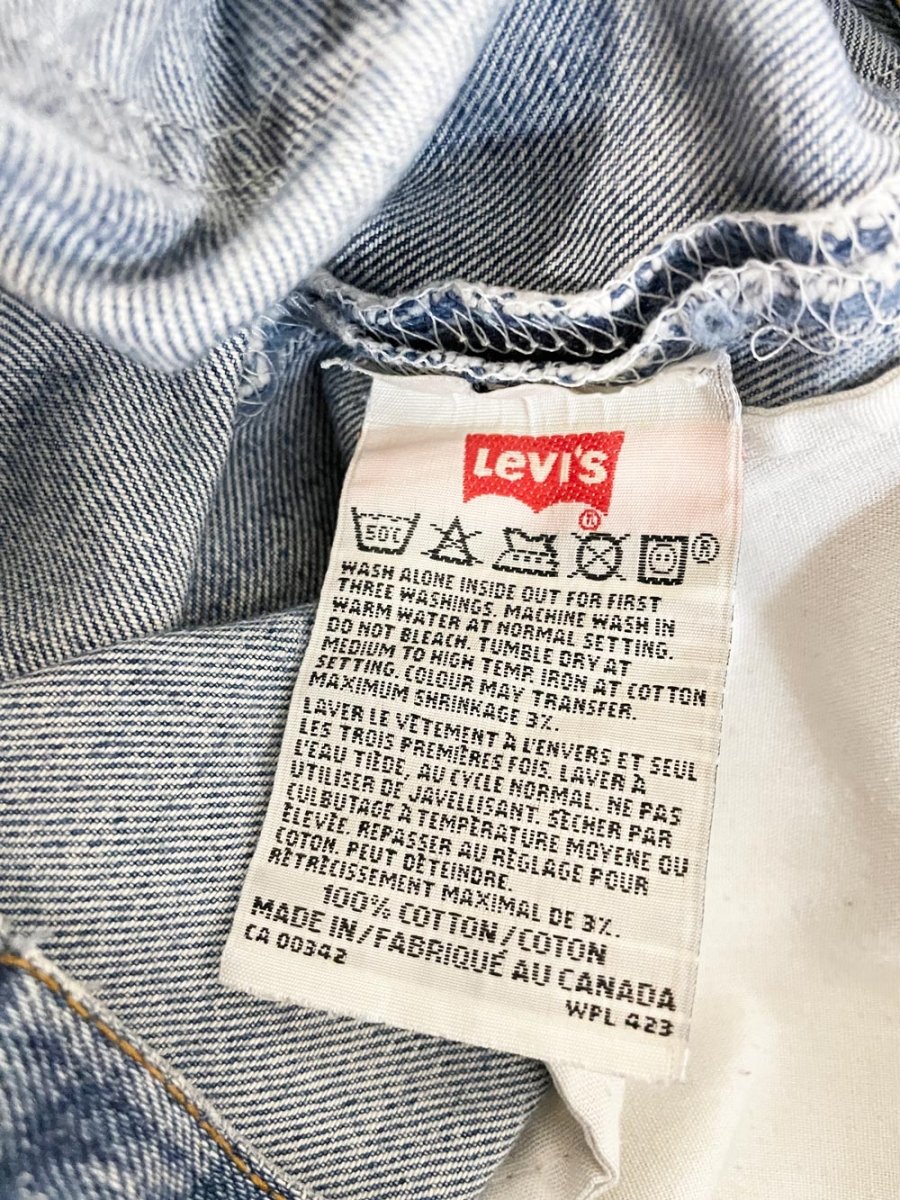 LEVI'S
®
50C ®
WASH ALONE INSIDE OUT FOR FIRST
THREE WASHINGS. MACHINE WASH IN
WARM WATER AT NORMAL SETTING.
DO NOT BLEACH. TUMBLE DRY AT
MEDIUM TO HIGH TEMP. IRON AT COTTON
SETTING. COLOUR MAY TRANSFER.
MAXIMUM SHRINKAGE 3%.
LAVER LE VÊTEMENT À L'ENVERS ET SEUL
LES TROIS PREMIÈRES FOIS. LAVER À
L'EAU TIÈDE, AU CYCLE NORMAL. NE PAS
UTILISER DE JAVELLISANT. SÉCHER PAR
CULBUTAGE À TEMPÉRATURE MOYENE OU
ÉLEVÉE. REPASSER AU RÉGLAGE POUR
COTON. PEUT DÉTEINDRE.
RÉTRÉCISSEMENT MAXIMAL DE 3%.
100% COTTON/COTON
MADE IN/FABRIQUÉ AU CANADA
CA 00342
WPL 423